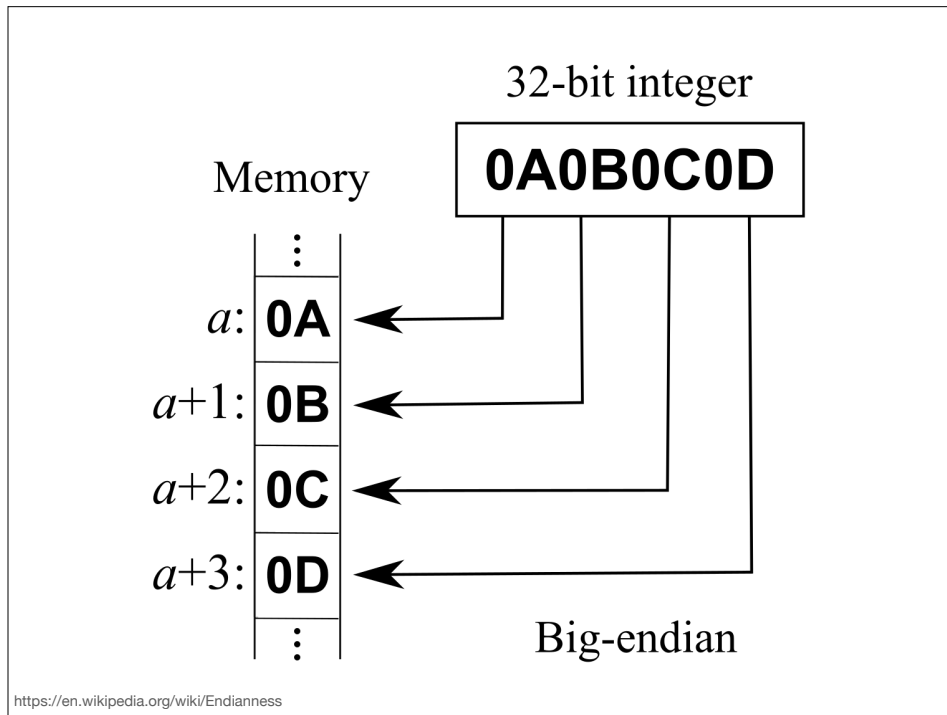 32-bit integer
0A0B0C0D
Memory
⋮
a: 0A
a+1: 0B
a+2: 0C
a+3: 0D
⋮
Big-endian
https://en.wikipedia.org/wiki/Endianness